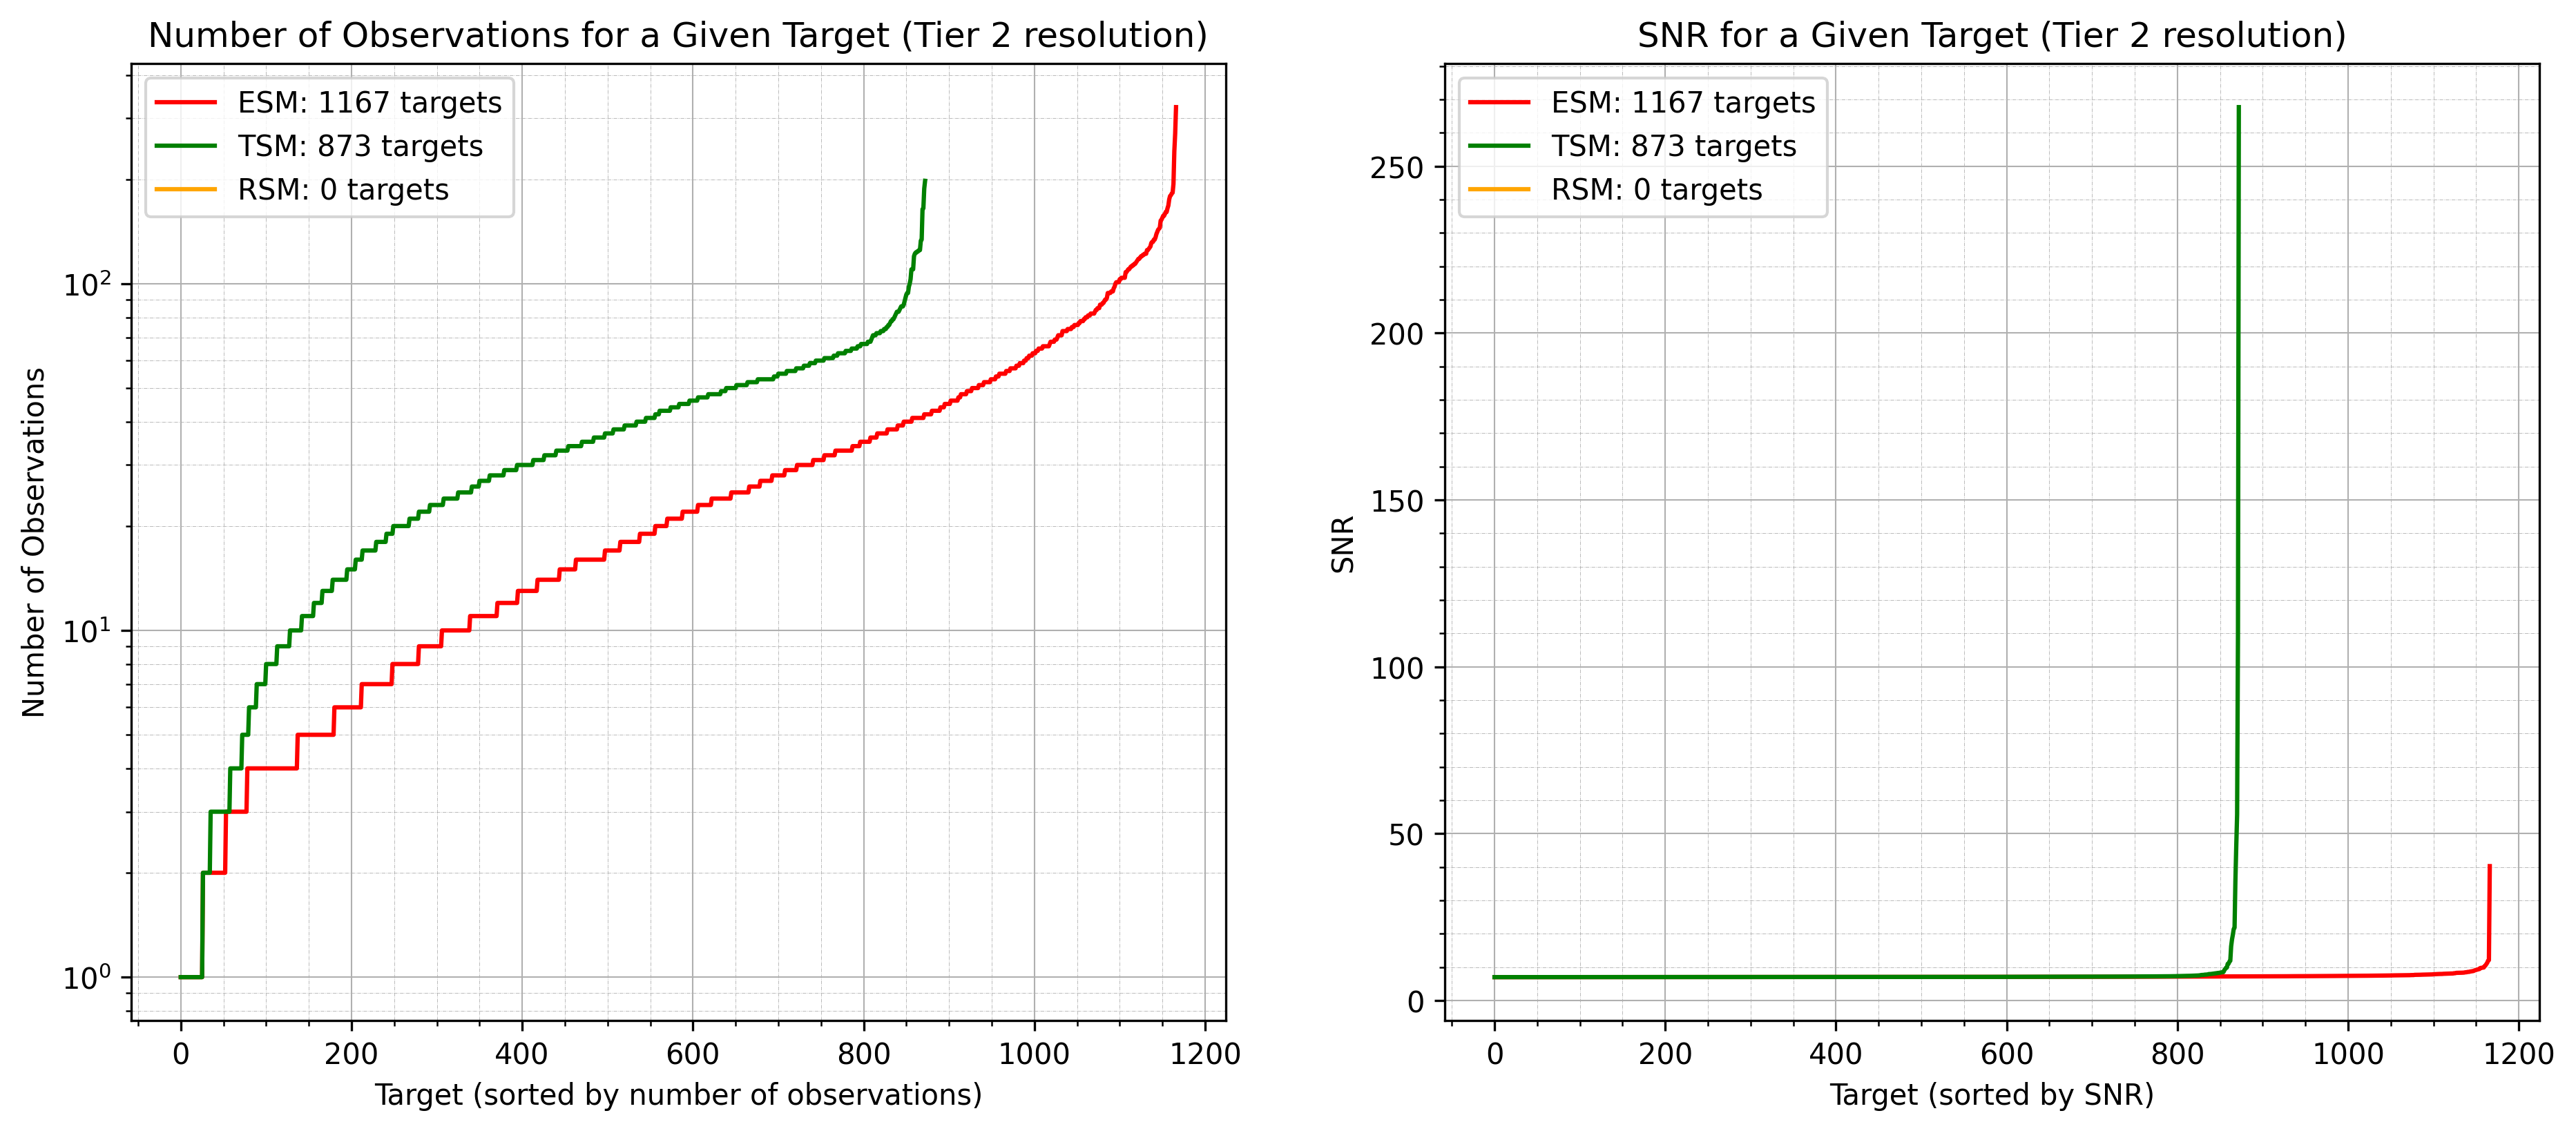 Number of Observations for a Given Target (Tier 2 resolution)
ESM: 1167 targets
TSM: 873 targets
RSM: 0 targets
Number of Observations
10²
10¹
10⁰
0 200 400 600 800 1000 1200
Target (sorted by number of observations)
SNR for a Given Target (Tier 2 resolution)
ESM: 1167 targets
TSM: 873 targets
RSM: 0 targets
SNR
250
200
150
100
50
0
0 200 400 600 800 1000 1200
Target (sorted by SNR)